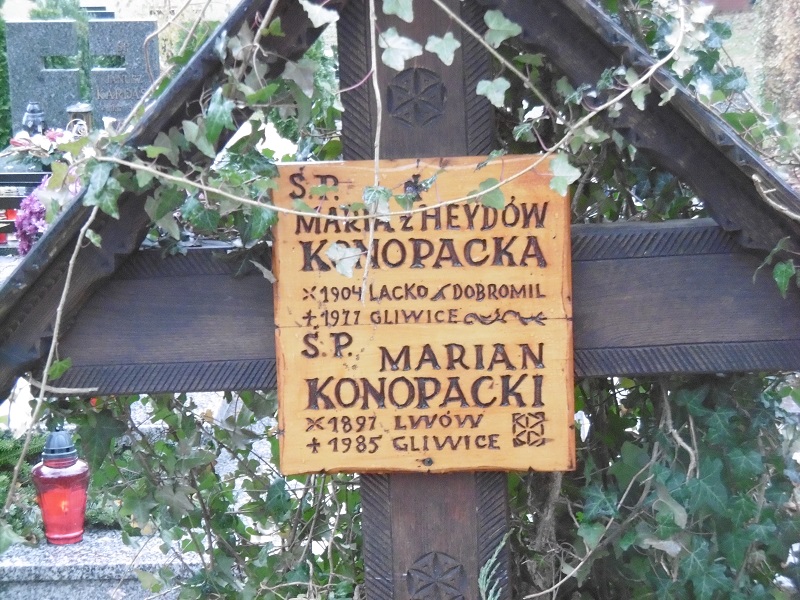 Ś.P.
MARIA z HEYDÓW
KONOPACKA
× 1904 LACKO DOBROMIL
+ 1977 GLIWICE
Ś.P. MARIAN
KONOPACKI
× 1897 LWÓW
+ 1985 GLIWICE